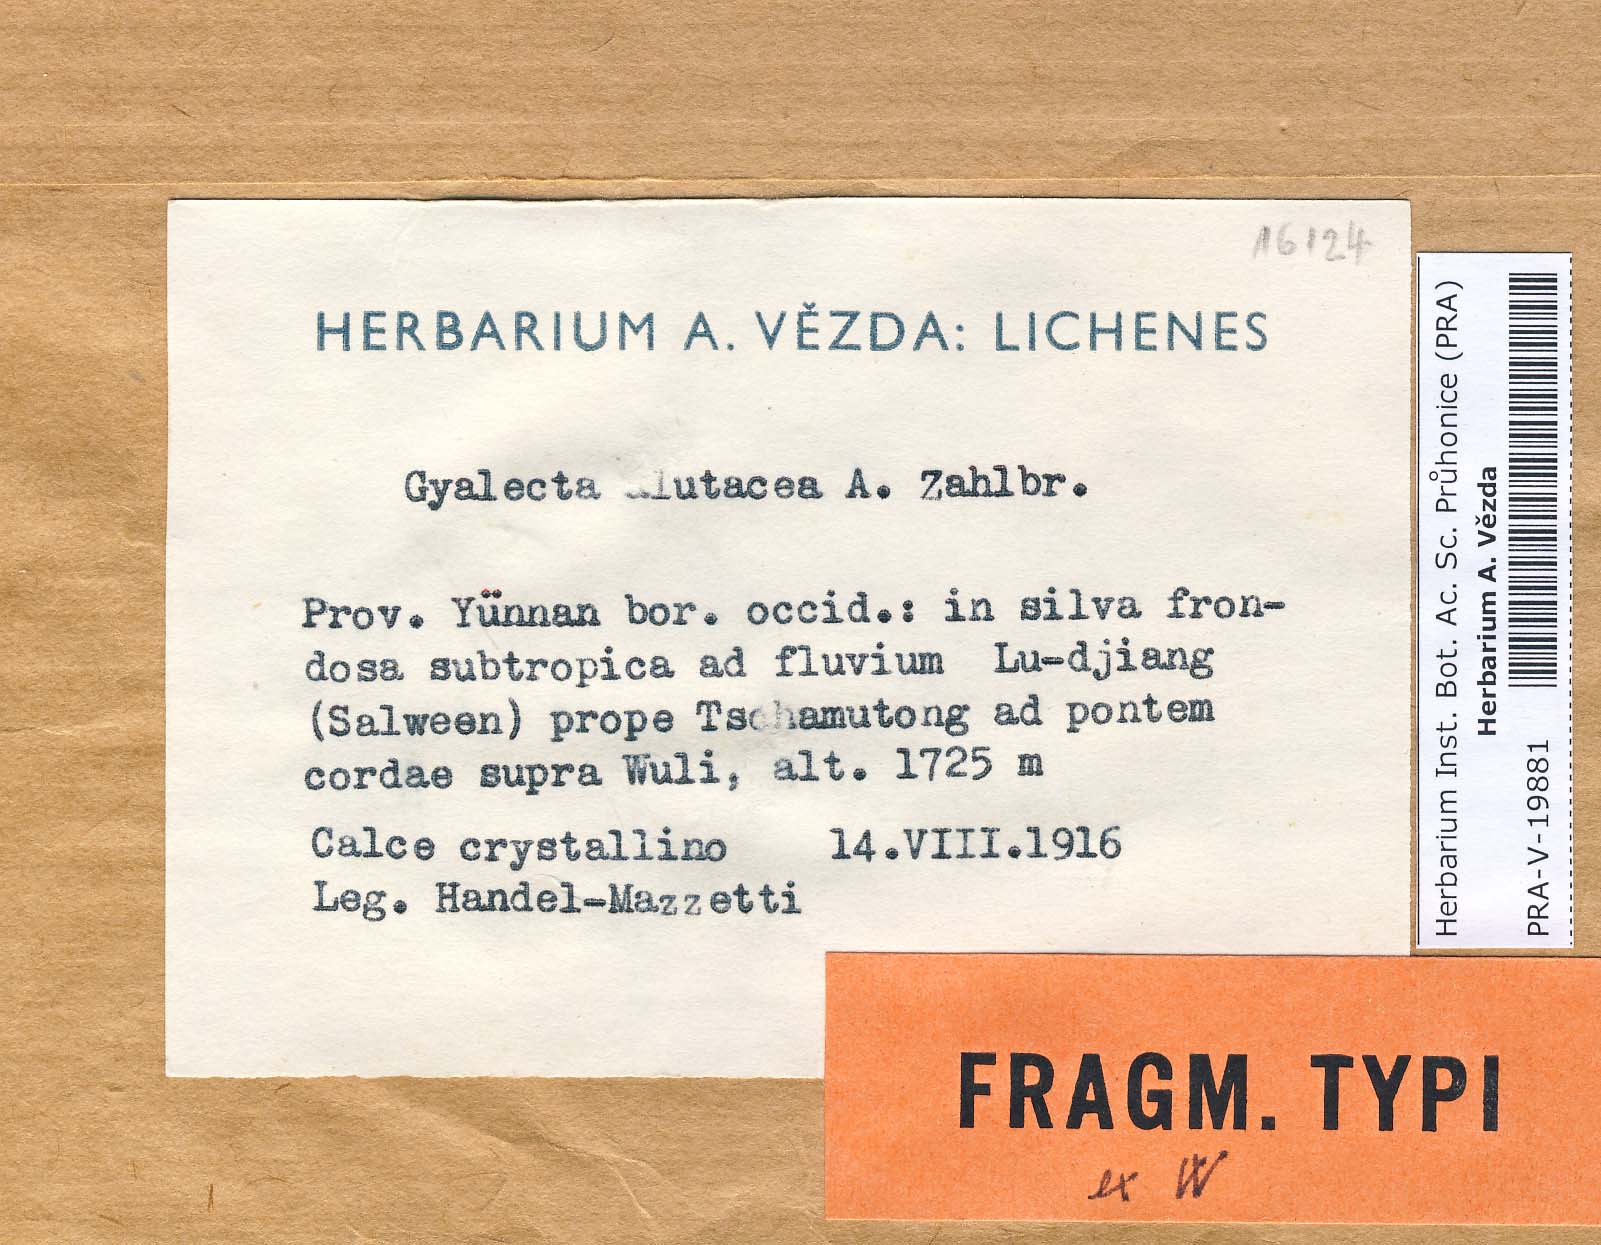 16124
HERBARIUM A. VĚZDA: LICHENES
Gyalecta alutacea A. Zahlbr.
Prov. Yünnan bor. occid.: in silva fron-
dosa subtropica ad fluvium Lu-djiang
(Salween) prope Tschamutong ad pontem
cordae supra Wuli, alt. 1725 m
Calce crystallino 14.VIII.1916
Leg. Handel-Mazzetti
Herbarium Inst. Bot. Ac. Sc. Průhonice (PRA)
Herbarium A. Vězda
PRA-V-19881
FRAGM. TYPI
ex W